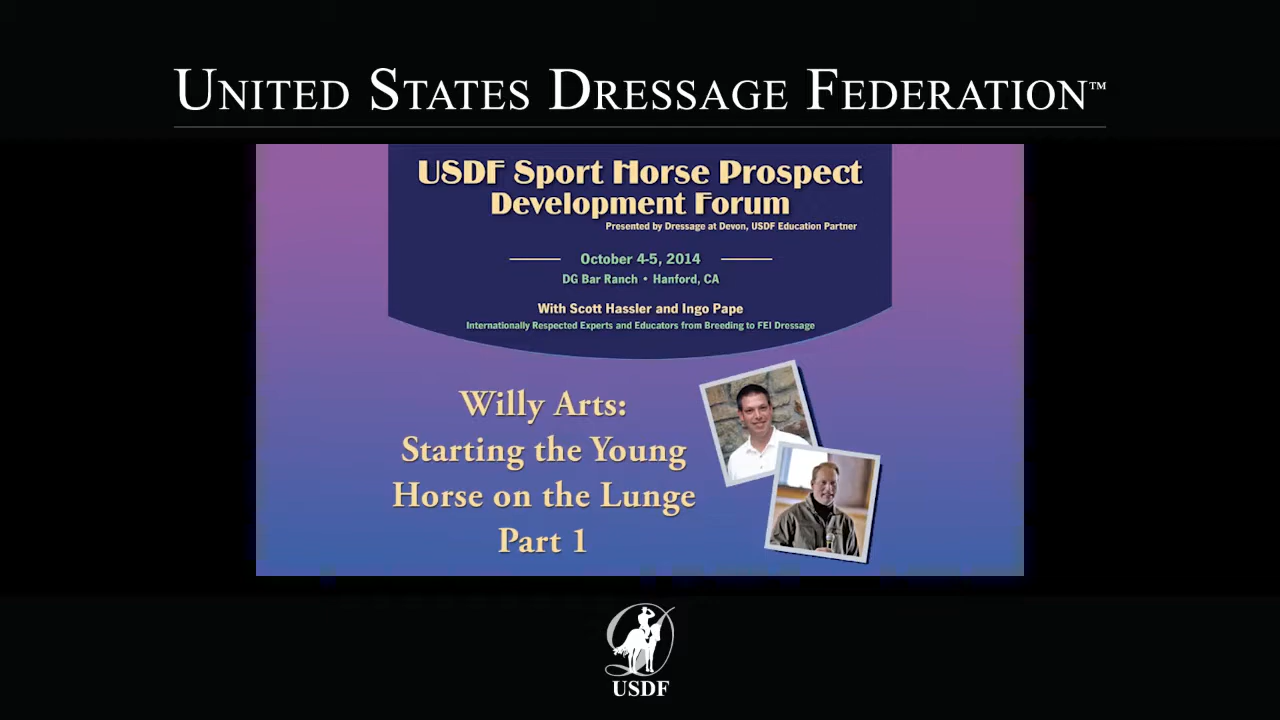 UNITED STATES DRESSAGE FEDERATION™
USDF Sport Horse Prospect
Development Forum
Presented by Dressage at Devon, USDF Education Partner
October 4-5, 2014
DG Bar Ranch • Hanford, CA
With Scott Hassler and Ingo Pape
Internationally Respected Experts and Educators from Breeding to FEI Dressage
Willy Arts:
Starting the Young
Horse on the Lunge
Part 1
USDF